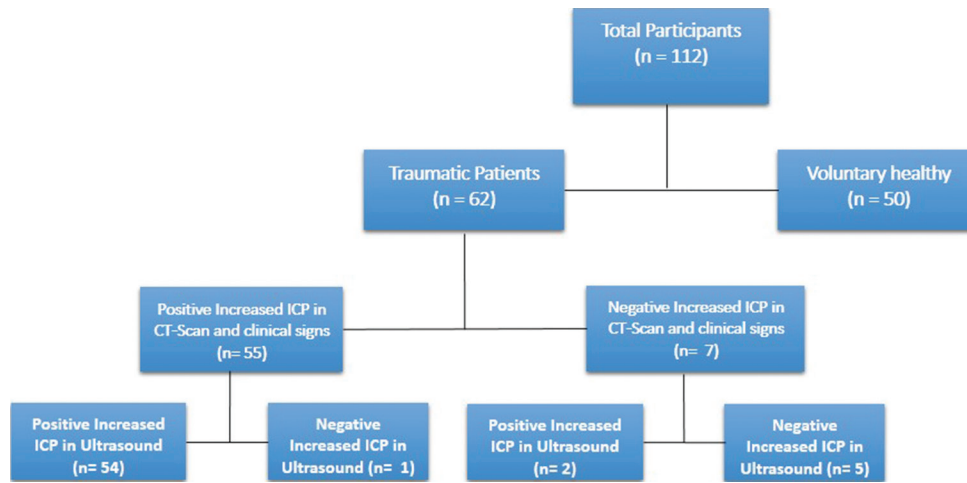 Total Participants
(n = 112)
Traumatic Patients
(n = 62)
Voluntary healthy
(n = 50)
Positive Increased ICP in
CT-Scan and clinical signs
(n= 55)
Negative Increased ICP in
CT-Scan and clinical signs
(n= 7)
Positive Increased
ICP in Ultrasound
(n= 54)
Negative
Increased ICP in
Ultrasound (n= 1)
Positive Increased
ICP in Ultrasound
(n= 2)
Negative
Increased ICP in
Ultrasound (n= 5)